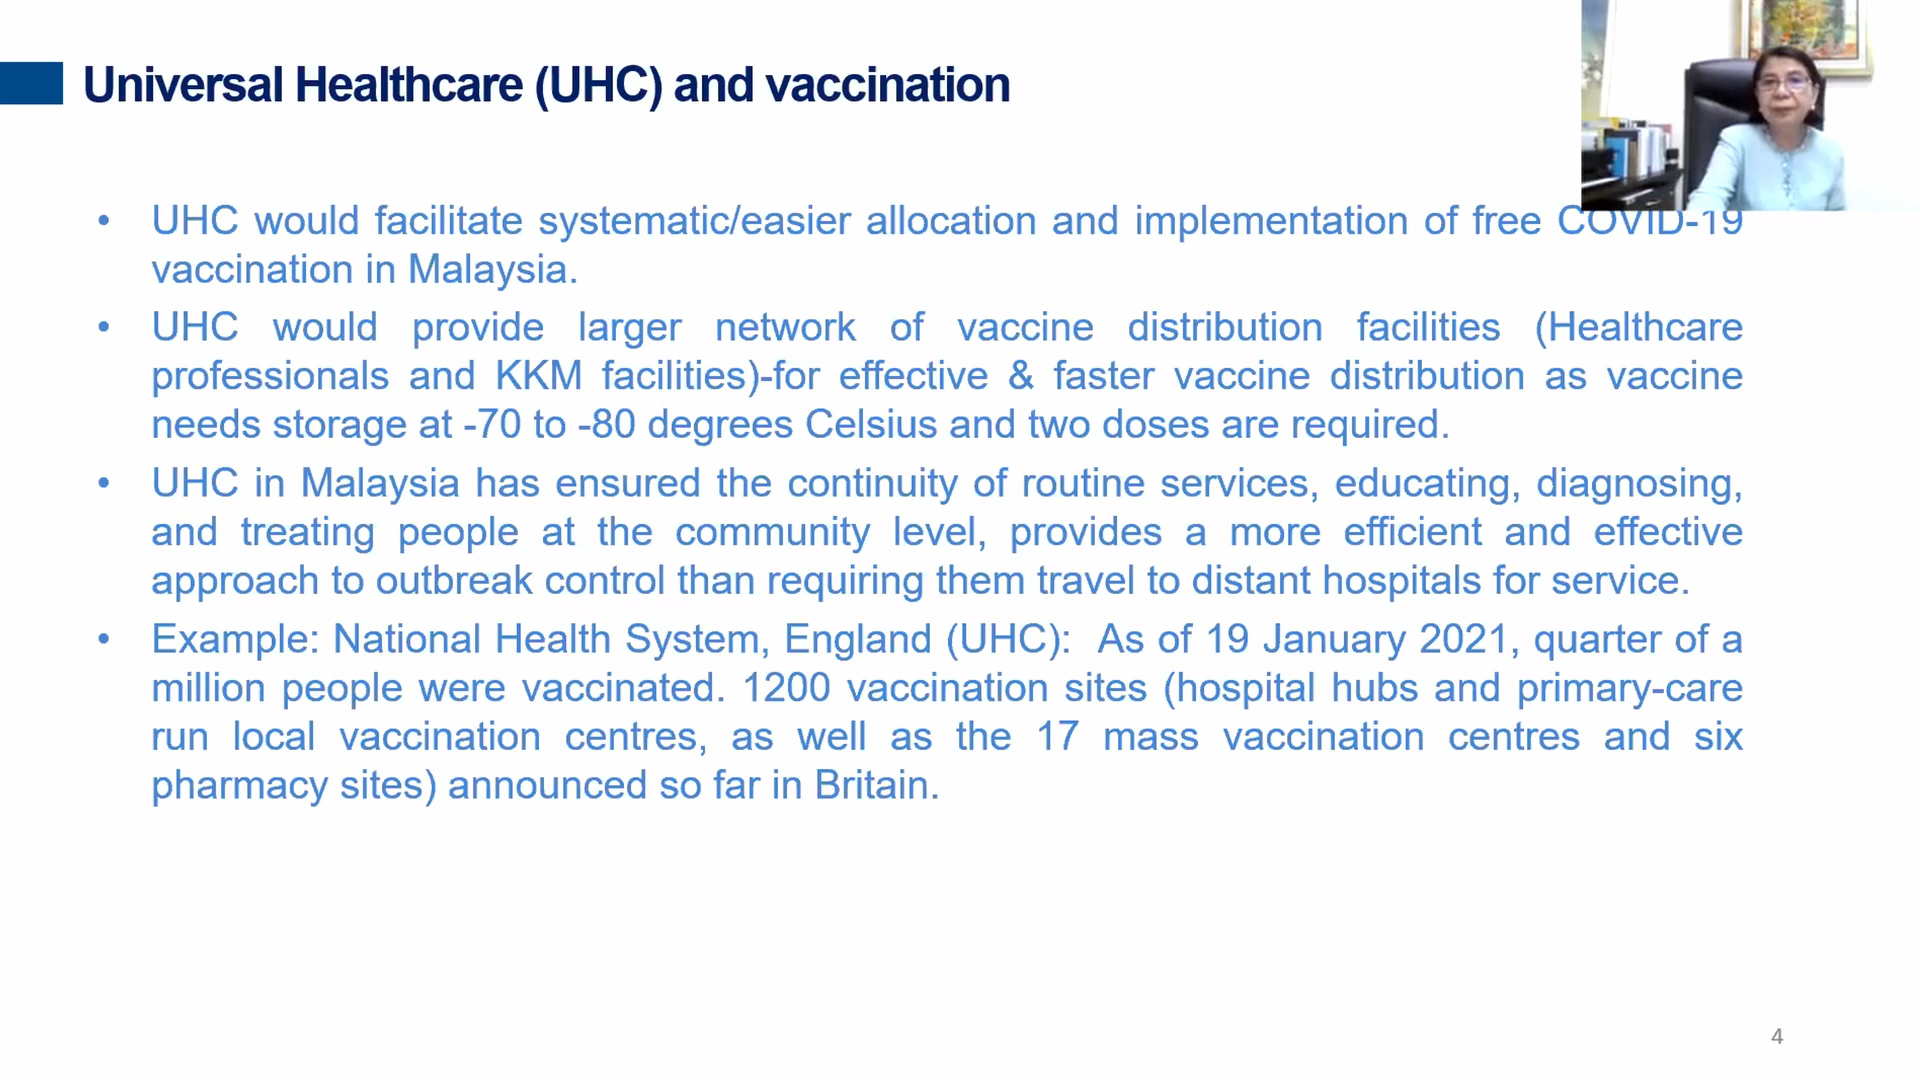 Universal Healthcare (UHC) and vaccination
• UHC would facilitate systematic/easier allocation and implementation of free COVID-19
vaccination in Malaysia.
• UHC would provide larger network of vaccine distribution facilities (Healthcare
professionals and KKM facilities)-for effective & faster vaccine distribution as vaccine
needs storage at -70 to -80 degrees Celsius and two doses are required.
• UHC in Malaysia has ensured the continuity of routine services, educating, diagnosing,
and treating people at the community level, provides a more efficient and effective
approach to outbreak control than requiring them travel to distant hospitals for service.
• Example: National Health System, England (UHC): As of 19 January 2021, quarter of a
million people were vaccinated. 1200 vaccination sites (hospital hubs and primary-care
run local vaccination centres, as well as the 17 mass vaccination centres and six
pharmacy sites) announced so far in Britain.
4